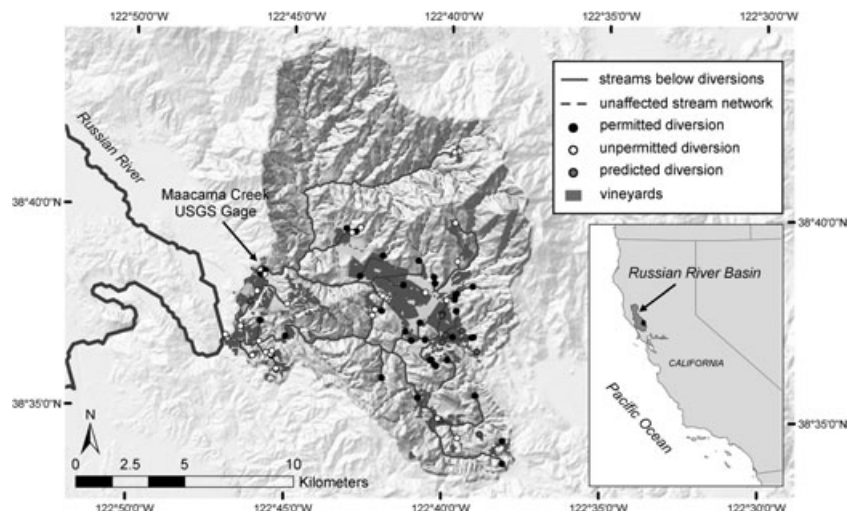 122°50'0"W 122°45'0"W 122°40'0"W 122°35'0"W 122°30'0"W
streams below diversions
unaffected stream network
permitted diversion
unpermitted diversion
predicted diversion
vineyards
Russian River
Maacama Creek
USGS Gage
38°40'0"N
38°40'0"N
Russian River Basin
CALIFORNIA
Pacific Ocean
38°35'0"N
38°35'0"N
N
0 2.5 5 10
Kilometers
122°50'0"W 122°45'0"W 122°40'0"W 122°35'0"W 122°30'0"W